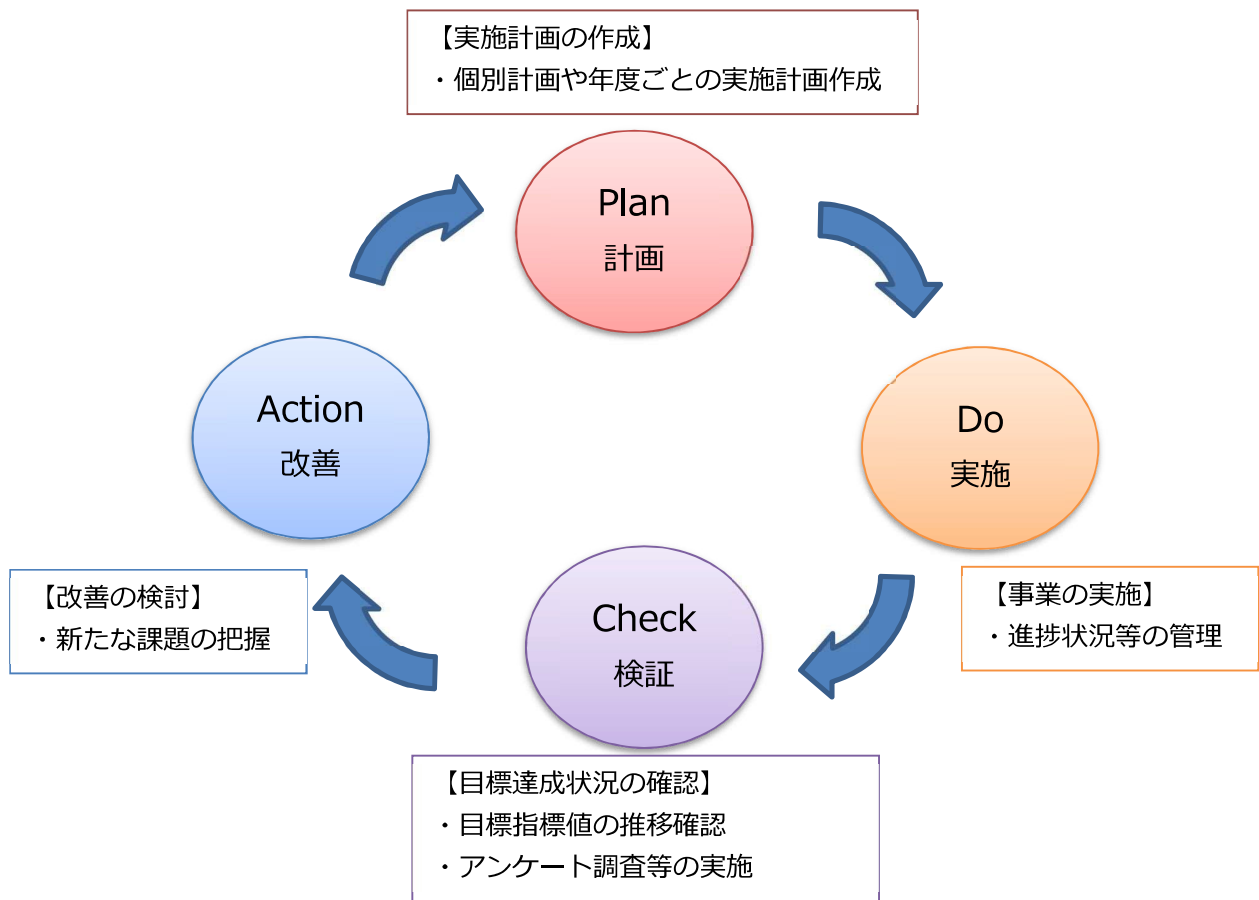 【実施計画の作成】
・個別計画や年度ごとの実施計画作成
Plan
計画
Do
実施
【事業の実施】
・進捗状況等の管理
Check
検証
【目標達成状況の確認】
・目標指標値の推移確認
・アンケート調査等の実施
Action
改善
【改善の検討】
・新たな課題の把握